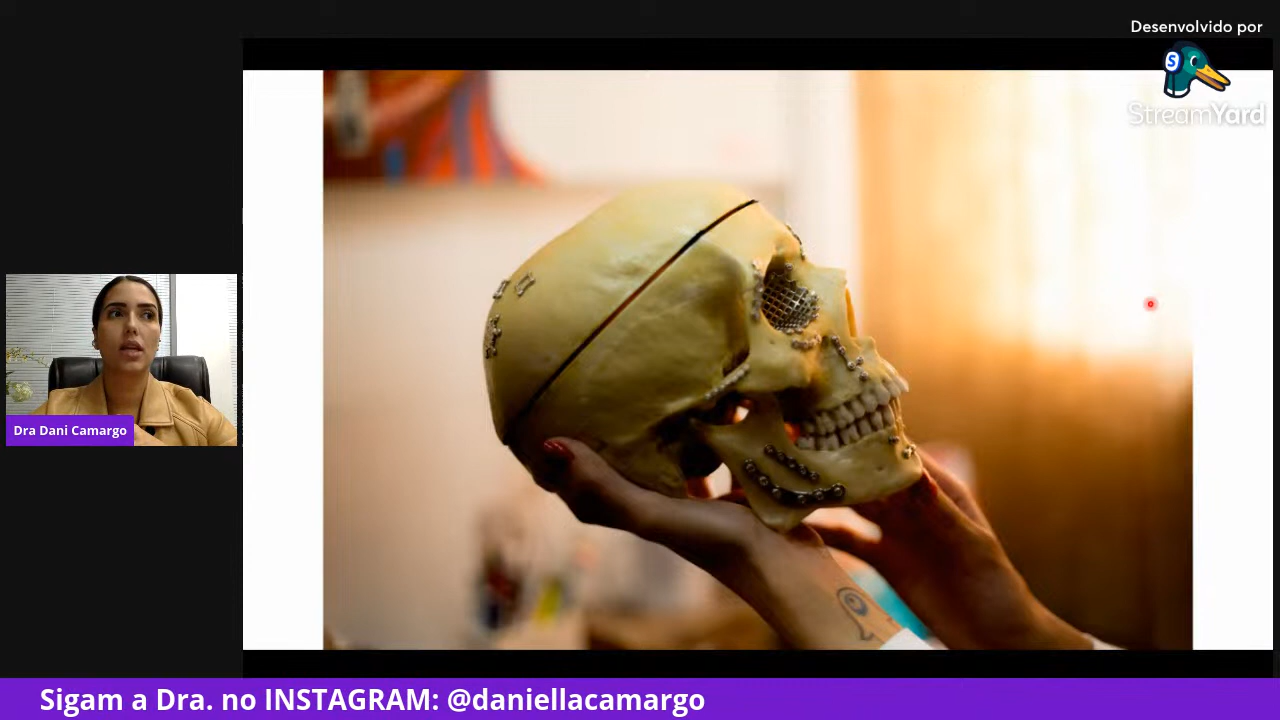 Desenvolvido por
S
StreamYard
Dra Dani Camargo
Sigam a Dra. no INSTAGRAM: @daniellacamargo